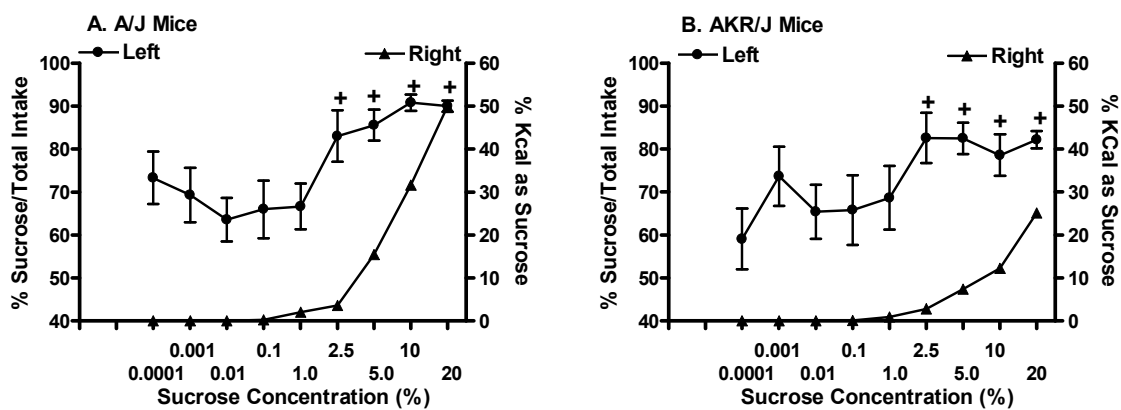 A. A/J Mice
Left
Right
100
90
80
70
60
50
40
% Sucrose/Total Intake
60
50
40
30
20
10
0
% Kcal as Sucrose
+ + + +
0.001 0.1 2.5 10
0.0001 0.01 1.0 5.0 20
Sucrose Concentration (%)
B. AKR/J Mice
Left
Right
100
90
80
70
60
50
40
% Sucrose/Total Intake
60
50
40
30
20
10
0
% KCal as Sucrose
+ + + +
0.001 0.1 2.5 10
0.0001 0.01 1.0 5.0 20
Sucrose Concentration (%)